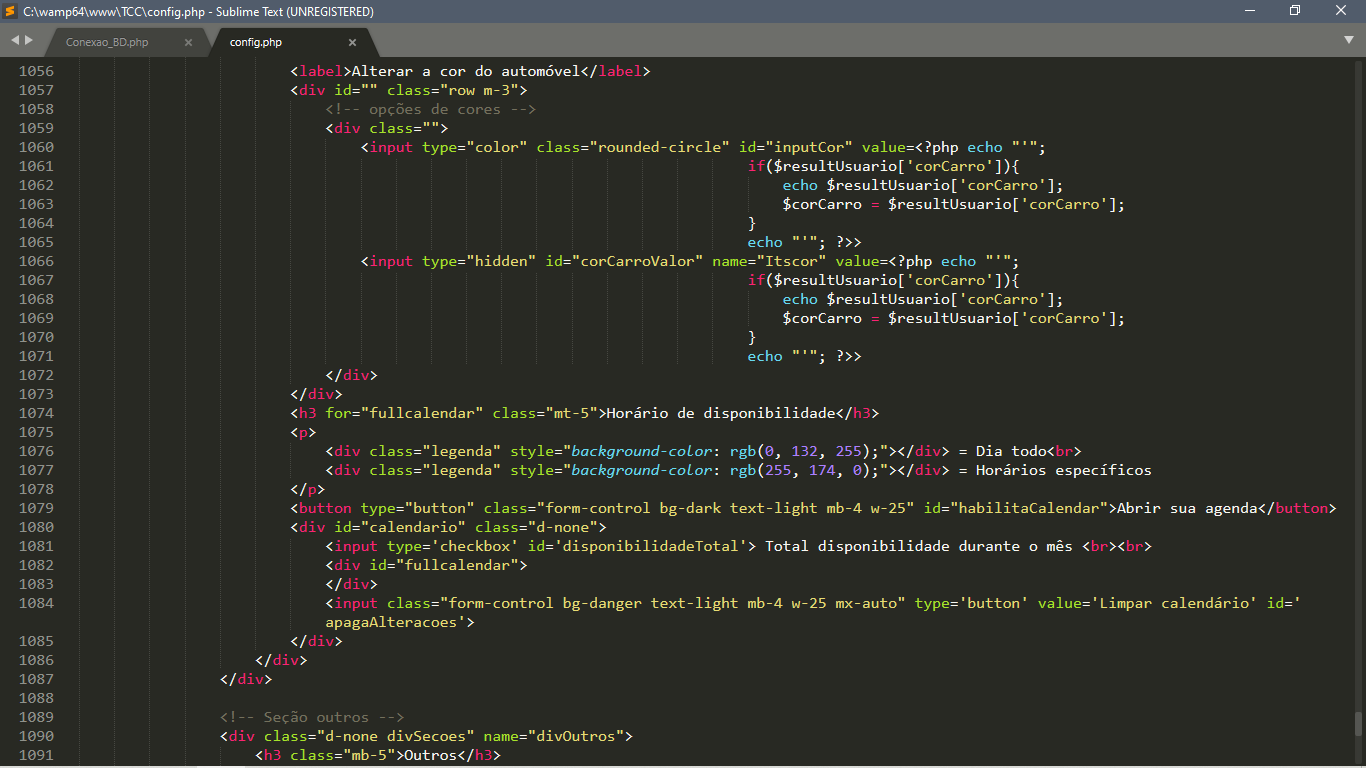 C:\wamp64\www\TCC\config.php - Sublime Text (UNREGISTERED)
Conexao_BD.php
config.php
1056 <label>Alterar a cor do automóvel</label>
1057 <div id="" class="row m-3">
1058 <!-- opções de cores -->
1059 <div class="">
1060 <input type="color" class="rounded-circle" id="inputCor" value=<?php echo "'";
1061 if($resultUsuario['corCarro']){
1062 echo $resultUsuario['corCarro'];
1063 $corCarro = $resultUsuario['corCarro'];
1064 }
1065 echo "'"; ?>>
1066 <input type="hidden" id="corCarroValor" name="Itscor" value=<?php echo "'";
1067 if($resultUsuario['corCarro']){
1068 echo $resultUsuario['corCarro'];
1069 $corCarro = $resultUsuario['corCarro'];
1070 }
1071 echo "'"; ?>>
1072 </div>
1073 </div>
1074 <h3 for="fullcalendar" class="mt-5">Horário de disponibilidade</h3>
1075 <p>
1076 <div class="legenda" style="background-color: rgb(0, 132, 255);"></div> = Dia todo<br>
1077 <div class="legenda" style="background-color: rgb(255, 174, 0);"></div> = Horários específicos
1078 </p>
1079 <button type="button" class="form-control bg-dark text-light mb-4 w-25" id="habilitaCalendar">Abrir sua agenda</button>
1080 <div id="calendario" class="d-none">
1081 <input type='checkbox' id='disponibilidadeTotal'> Total disponibilidade durante o mês <br><br>
1082 <div id="fullcalendar">
1083 </div>
1084 <input class="form-control bg-danger text-light mb-4 w-25 mx-auto" type='button' value='Limpar calendário' id='
apagaAlteracoes'>
1085 </div>
1086 </div>
1087 </div>
1088
1089 <!-- Seção outros -->
1090 <div class="d-none divSecoes" name="divOutros">
1091 <h3 class="mb-5">Outros</h3>